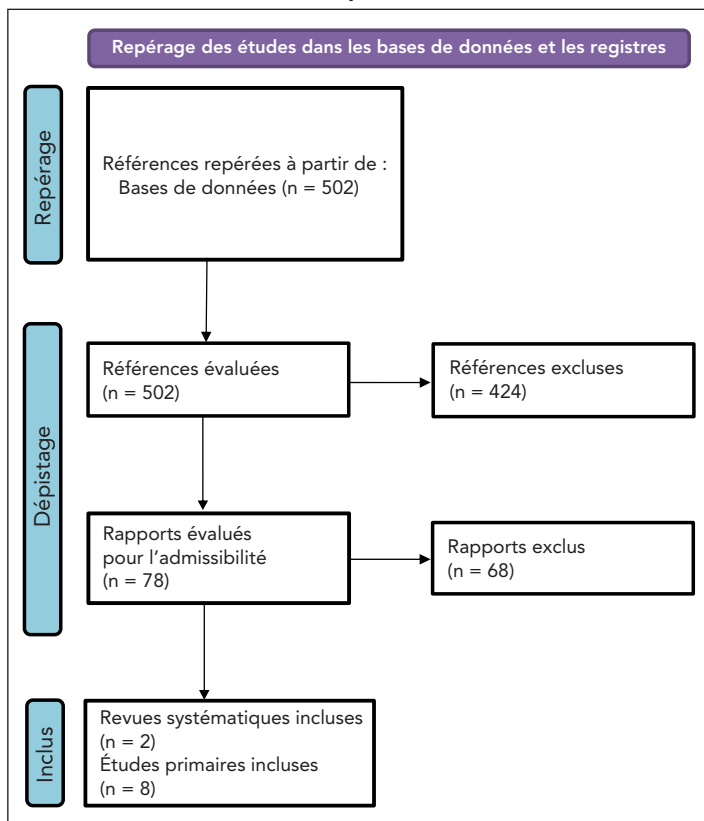 Repérage des études dans les bases de données et les registres
Repérage
Références repérées à partir de :
Bases de données (n = 502)
Dépistage
Références évaluées
(n = 502)
Références excluses
(n = 424)
Rapports évalués
pour l’admissibilité
(n = 78)
Rapports exclus
(n = 68)
Inclus
Revues systématiques incluses
(n = 2)
Études primaires incluses
(n = 8)